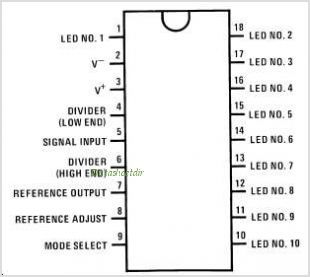 LED NO. 1 1
V− 2
V+ 3
DIVIDER
(LOW END) 4
SIGNAL INPUT 5
DIVIDER
(HIGH END) 6
REFERENCE OUTPUT 7
REFERENCE ADJUST 8
MODE SELECT 9
18 LED NO. 2
17 LED NO. 3
16 LED NO. 4
15 LED NO. 5
14 LED NO. 6
13 LED NO. 7
12 LED NO. 8
11 LED NO. 9
10 LED NO. 10